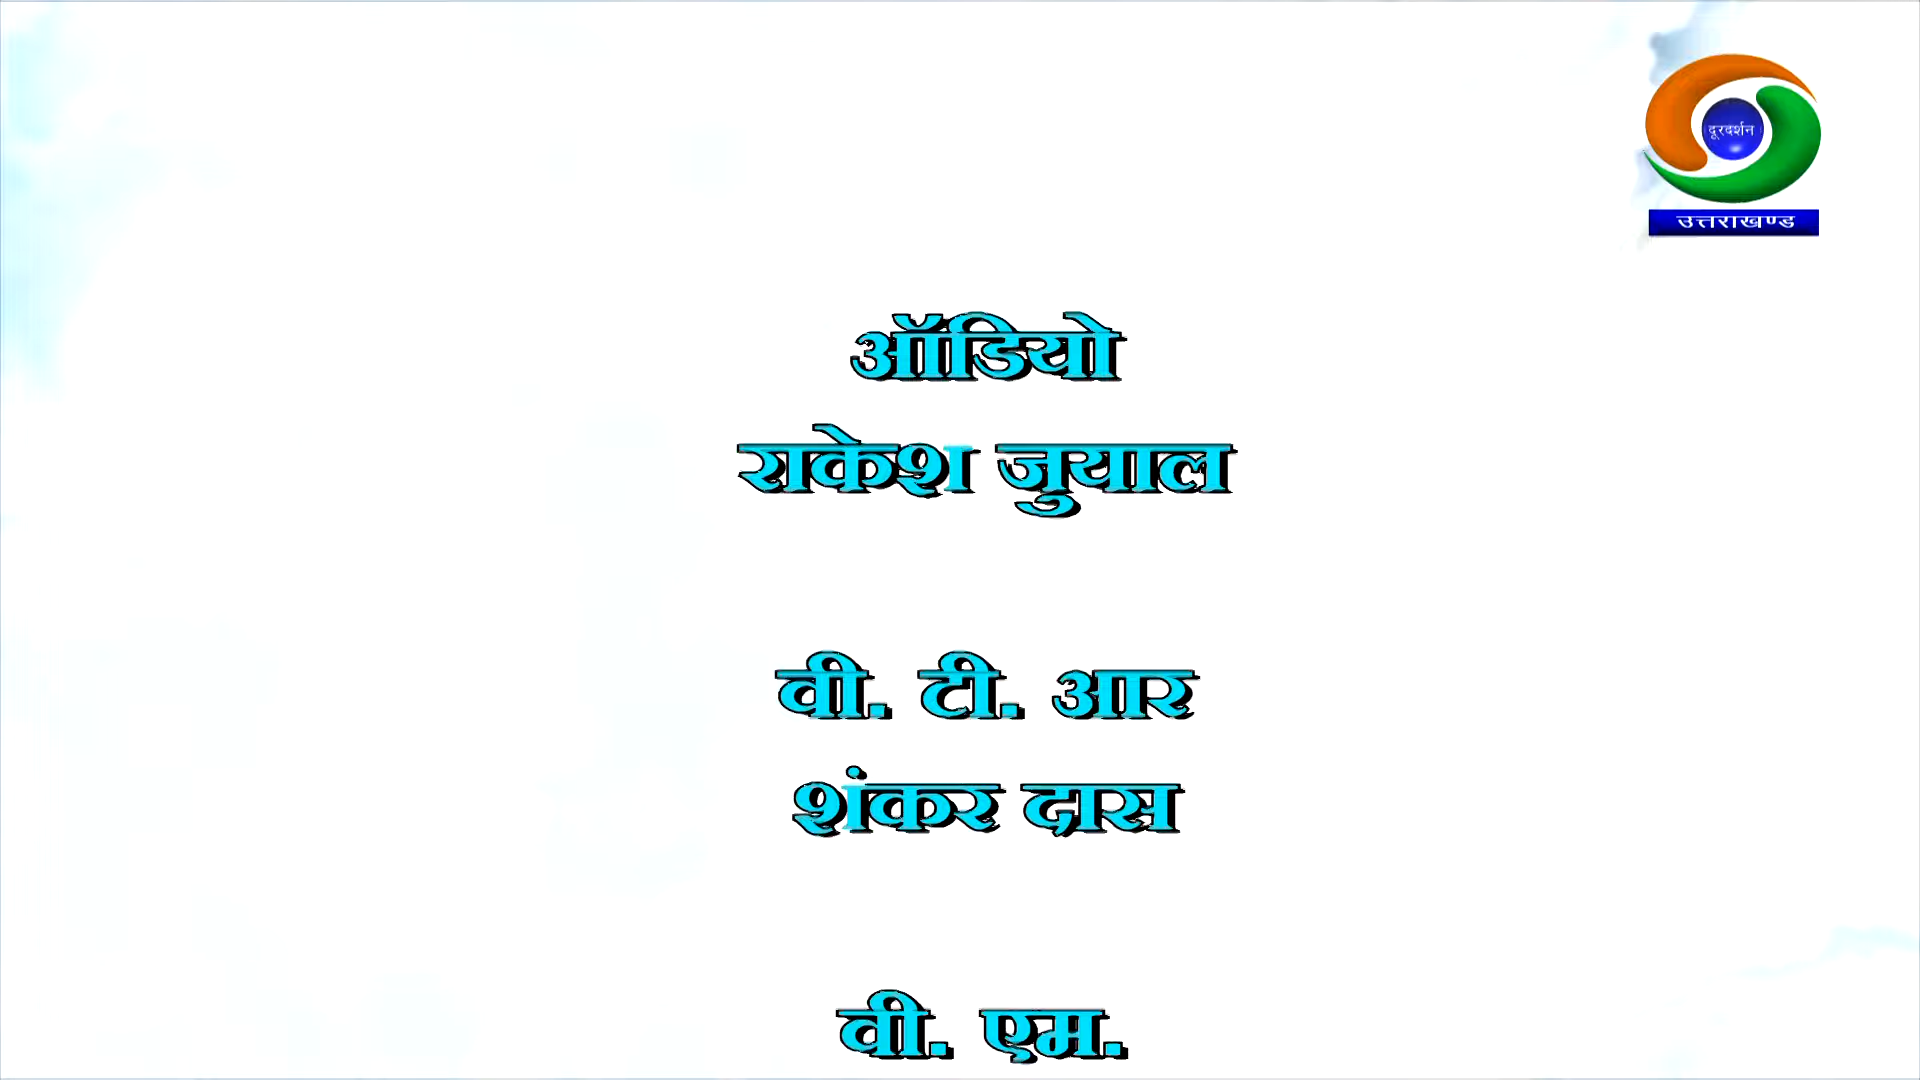 दूरदर्शन
उत्तराखण्ड
ऑडियो
राकेश जुयाल
वी. टी. आर
शंकर दास
वी. एम.